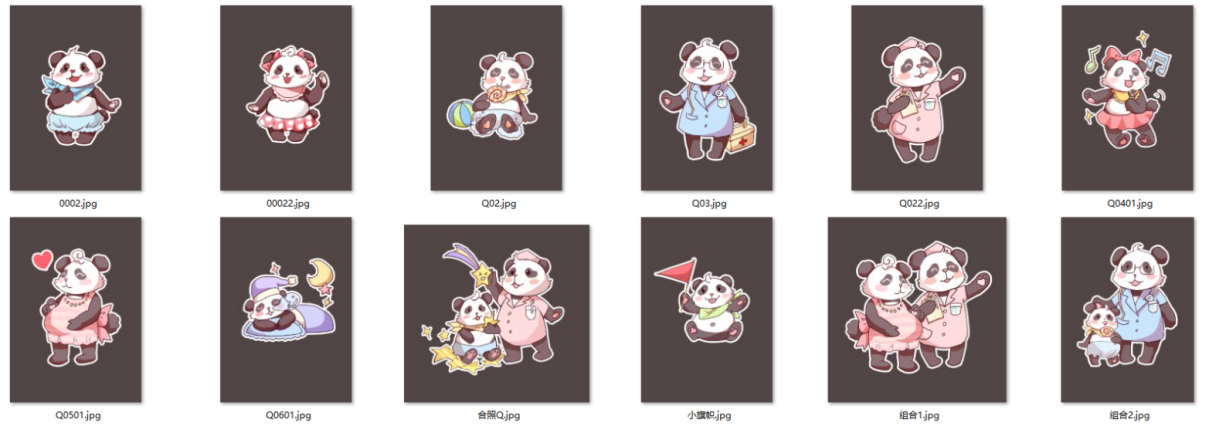 0002.jpg
00022.jpg
Q02.jpg
Q03.jpg
Q022.jpg
Q0401.jpg
Q0501.jpg
Q0601.jpg
合照Q.jpg
小旗帜.jpg
组合1.jpg
组合2.jpg